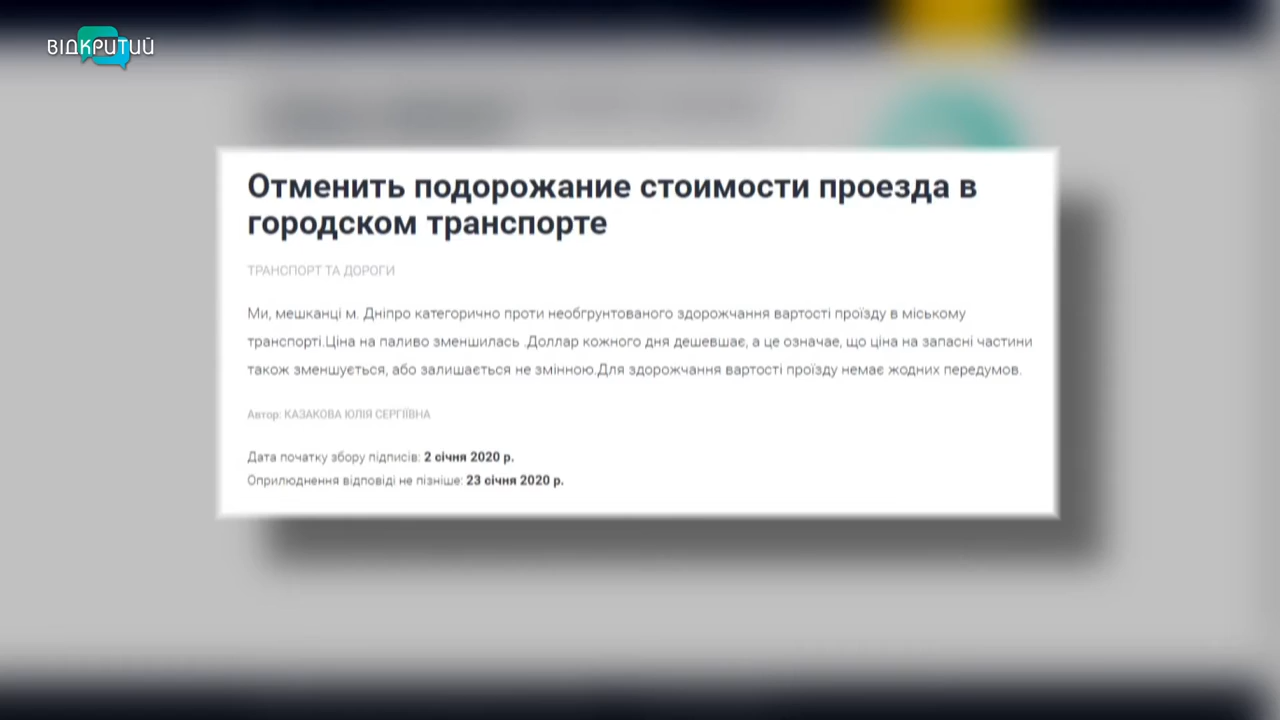 ВІДКРИТИЙ
Отменить подорожание стоимости проезда в
городском транспорте
ТРАНСПОРТ ТА ДОРОГИ
Ми, мешканці м. Дніпро категорично проти необгрунтованого здорожчання вартості проїзду в міському
транспорті.Ціна на паливо зменшилась .Доллар кожного дня дешевшає, а це означає, що ціна на запасні частини
також зменшується, або залишається не змінною.Для здорожчання вартості проїзду немає жодних передумов.
Автор: КАЗАКОВА ЮЛІЯ СЕРГІЇВНА
Дата початку збору підписів: 2 січня 2020 р.
Оприлюднення відповіді не пізніше: 23 січня 2020 р.